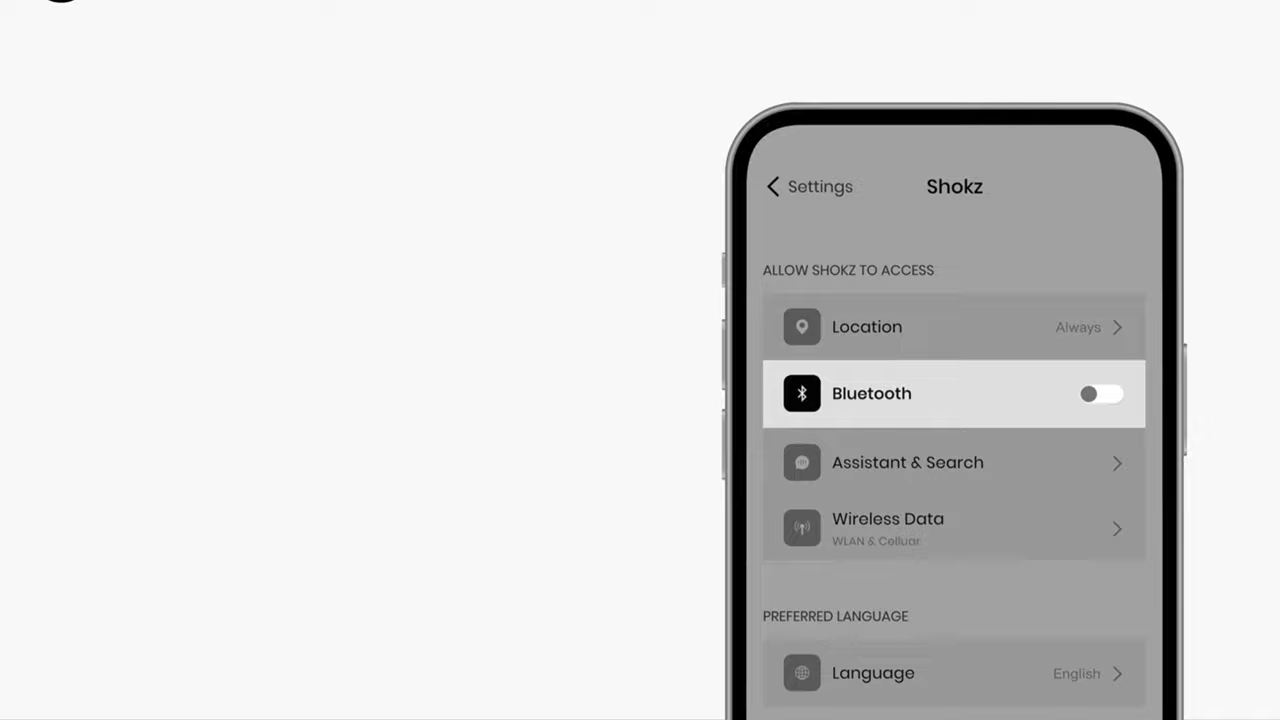 Settings
Shokz
ALLOW SHOKZ TO ACCESS
Location
Always
Bluetooth
Assistant & Search
Wireless Data
WLAN & Celluar
PREFERRED LANGUAGE
Language
English